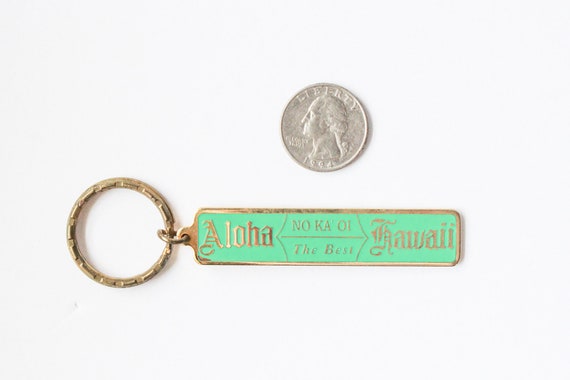 LIBERTY
1994
Aloha
NO KA' OI
The Best
Hawaii